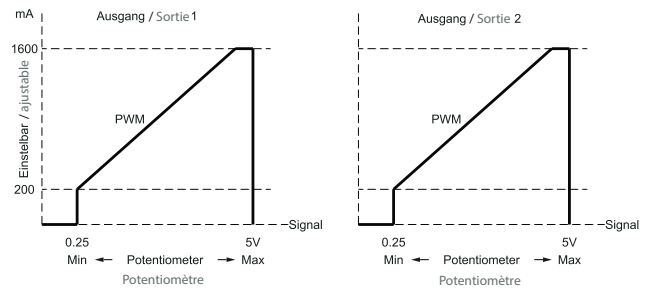 mA
Ausgang / Sortie 1
1600
Einstelbar / ajustable
PWM
200
Signal
0.25
5V
Min
Potentiometer
Max
Potentiomètre
Ausgang / Sortie 2
PWM
Signal
0.25
5V
Min
Potentiometer
Max
Potentiomètre